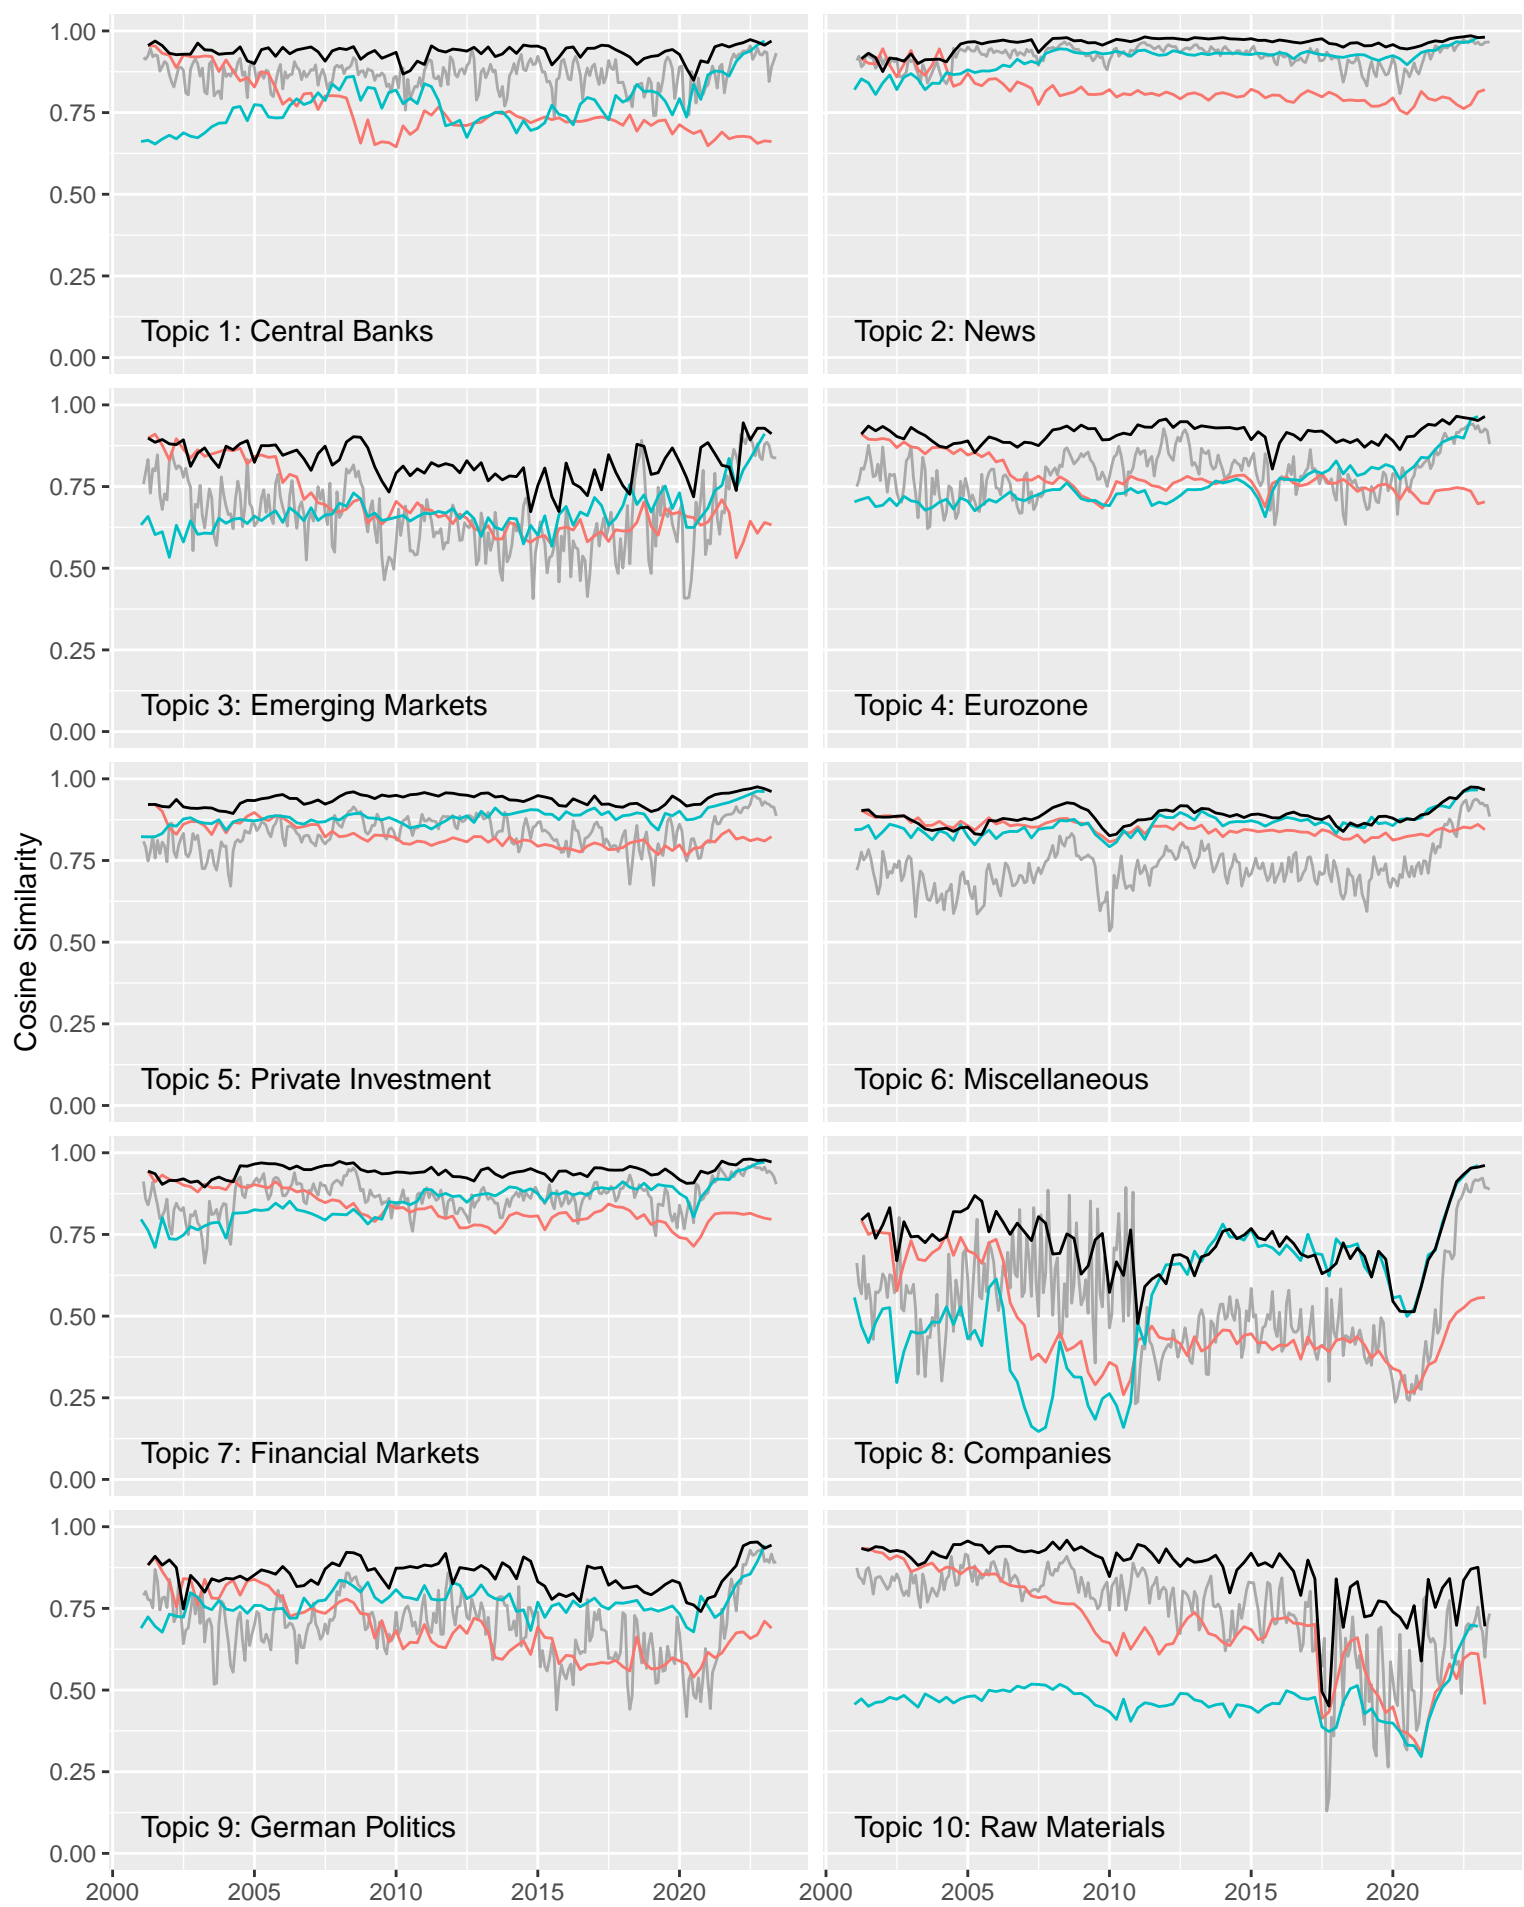 1.00
0.75
0.50
0.25
0.00
Topic 1: Central Banks
Topic 2: News
1.00
0.75
0.50
0.25
0.00
Topic 3: Emerging Markets
Topic 4: Eurozone
Cosine Similarity
1.00
0.75
0.50
0.25
0.00
Topic 5: Private Investment
Topic 6: Miscellaneous
1.00
0.75
0.50
0.25
0.00
Topic 7: Financial Markets
Topic 8: Companies
1.00
0.75
0.50
0.25
0.00
Topic 9: German Politics
Topic 10: Raw Materials
2000 2005 2010 2015 2020 2000 2005 2010 2015 2020